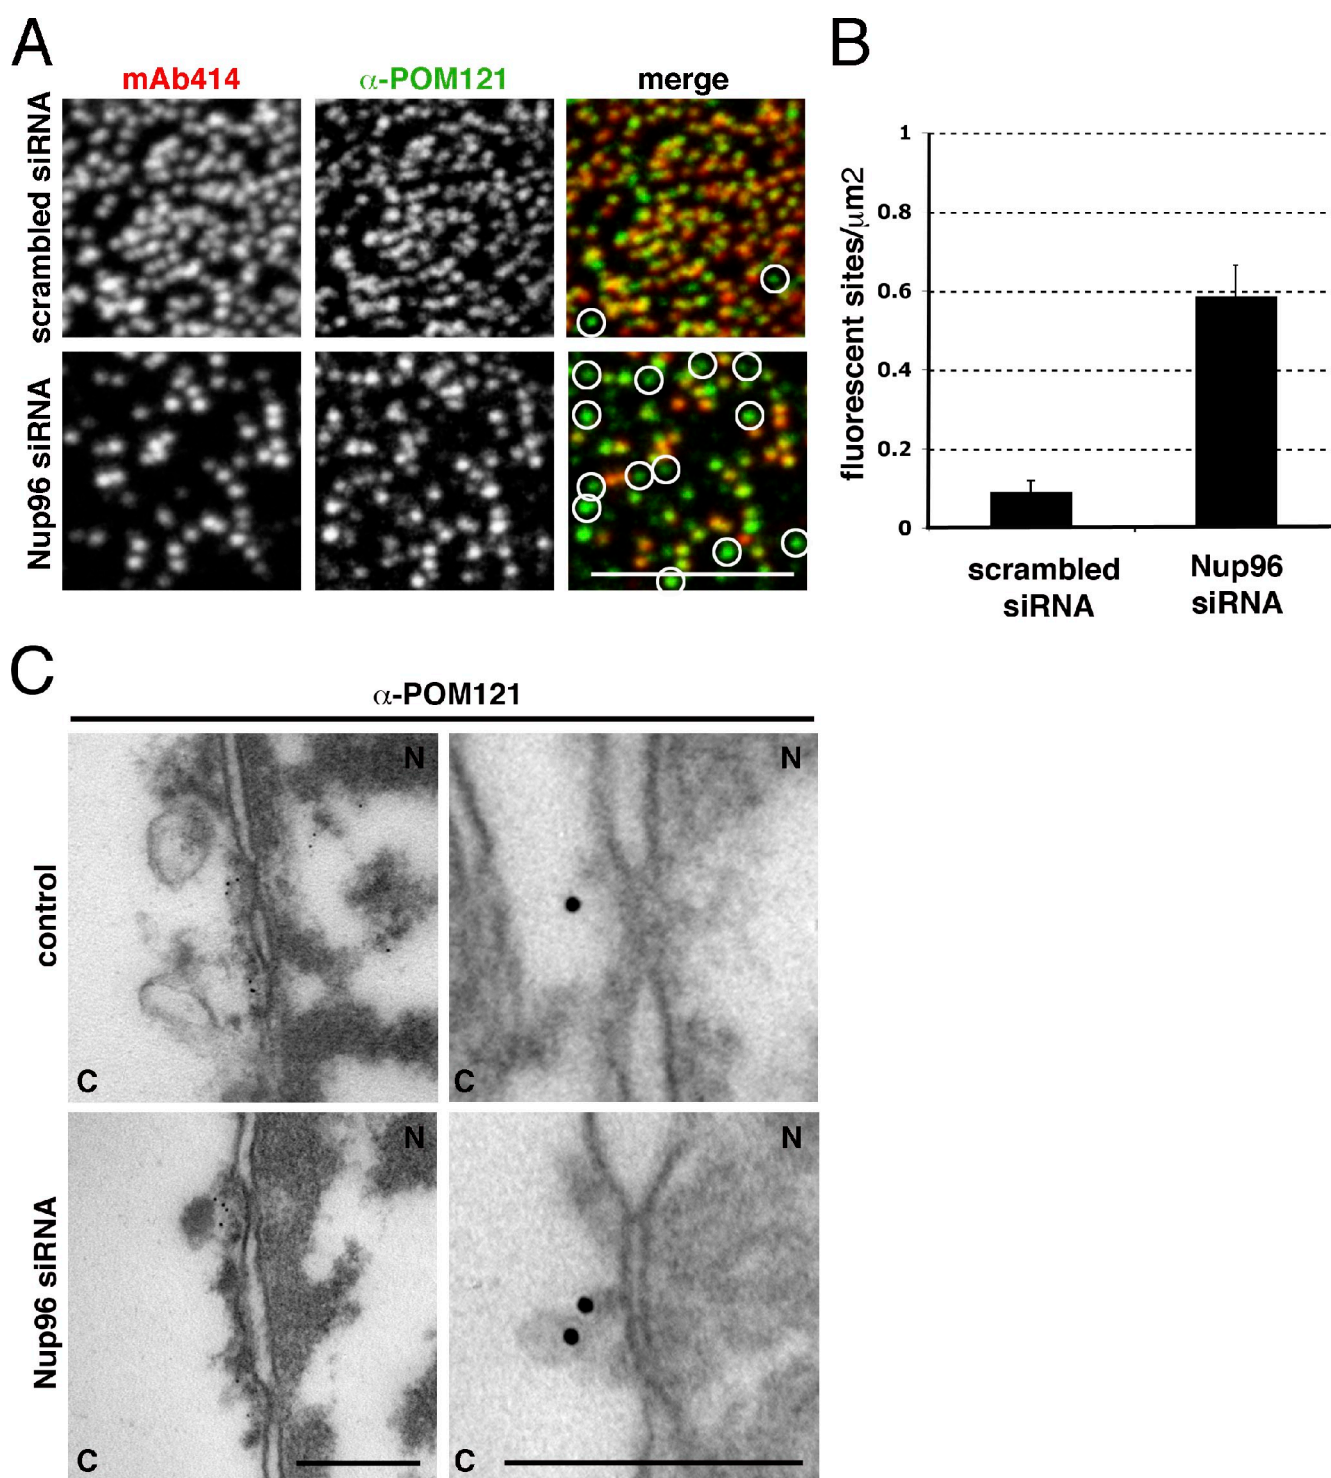 A
mAb414
α-POM121
merge
scrambled siRNA
Nup96 siRNA
B
fluorescent sites/μm2
1
0.8
0.6
0.4
0.2
0
scrambled
siRNA
Nup96
siRNA
C
α-POM121
control
N
C
N
C
Nup96 siRNA
N
C
N
C